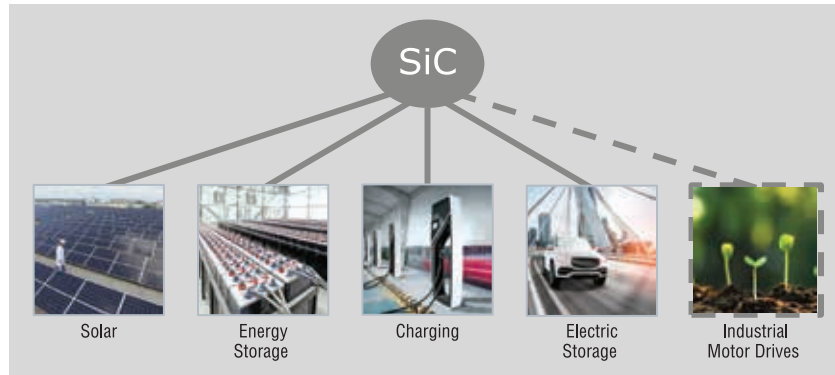 SiC
Solar
Energy
Storage
Charging
Electric
Storage
Industrial
Motor Drives